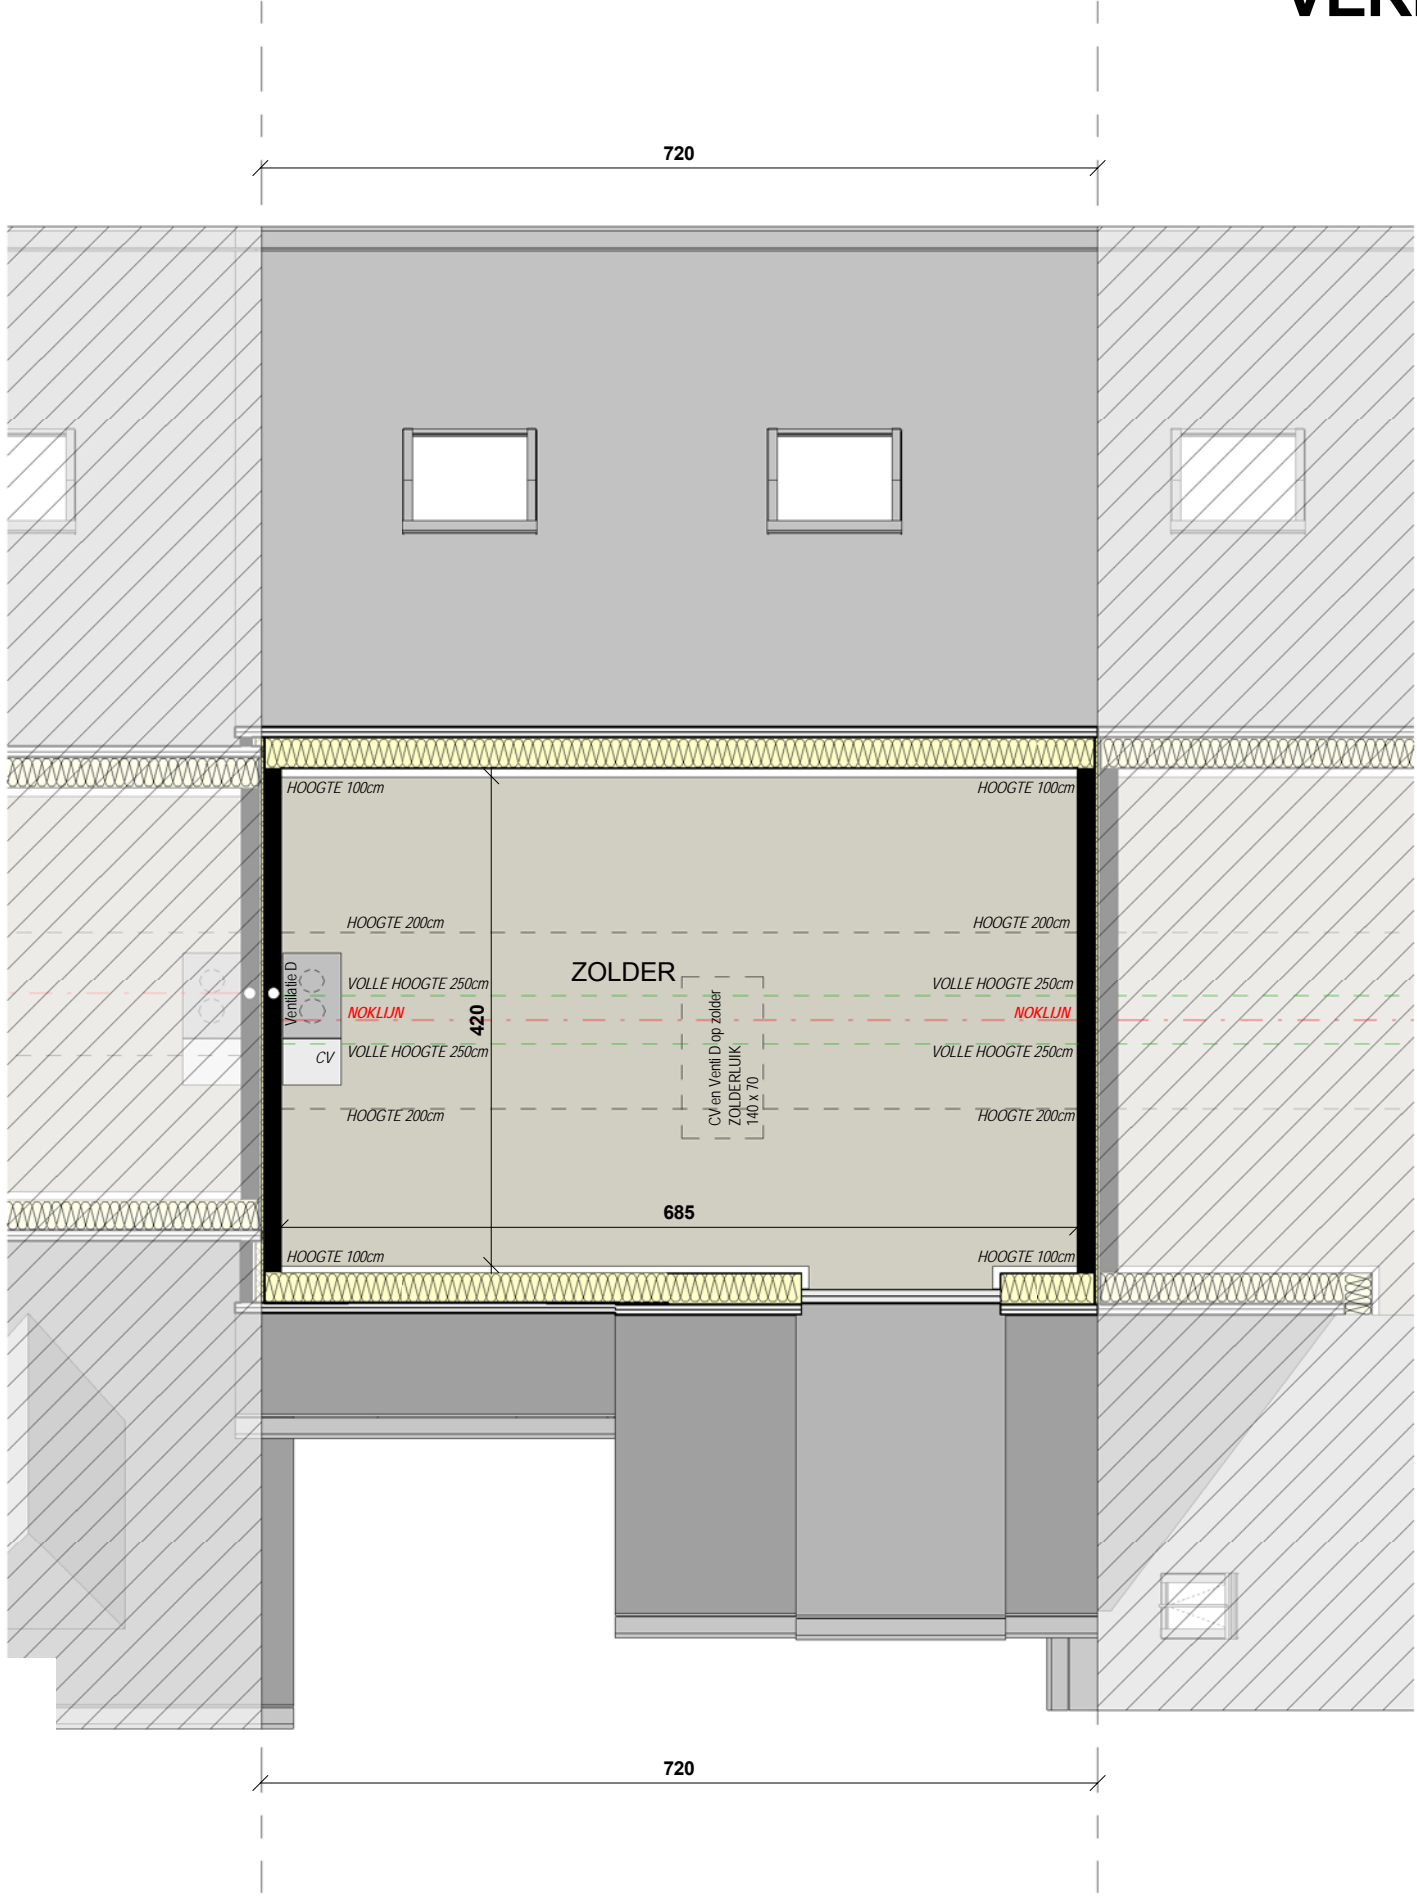 720
HOOGTE 100cm
HOOGTE 100cm
HOOGTE 200cm
HOOGTE 200cm
ZOLDER
Ventilatie D
VOLLE HOOGTE 250cm
VOLLE HOOGTE 250cm
NOKLIJN
NOKLIJN
420
CV
VOLLE HOOGTE 250cm
VOLLE HOOGTE 250cm
CV en Venti D op zolder
ZOLDERLUIK
140 x 70
HOOGTE 200cm
HOOGTE 200cm
685
HOOGTE 100cm
HOOGTE 100cm
720